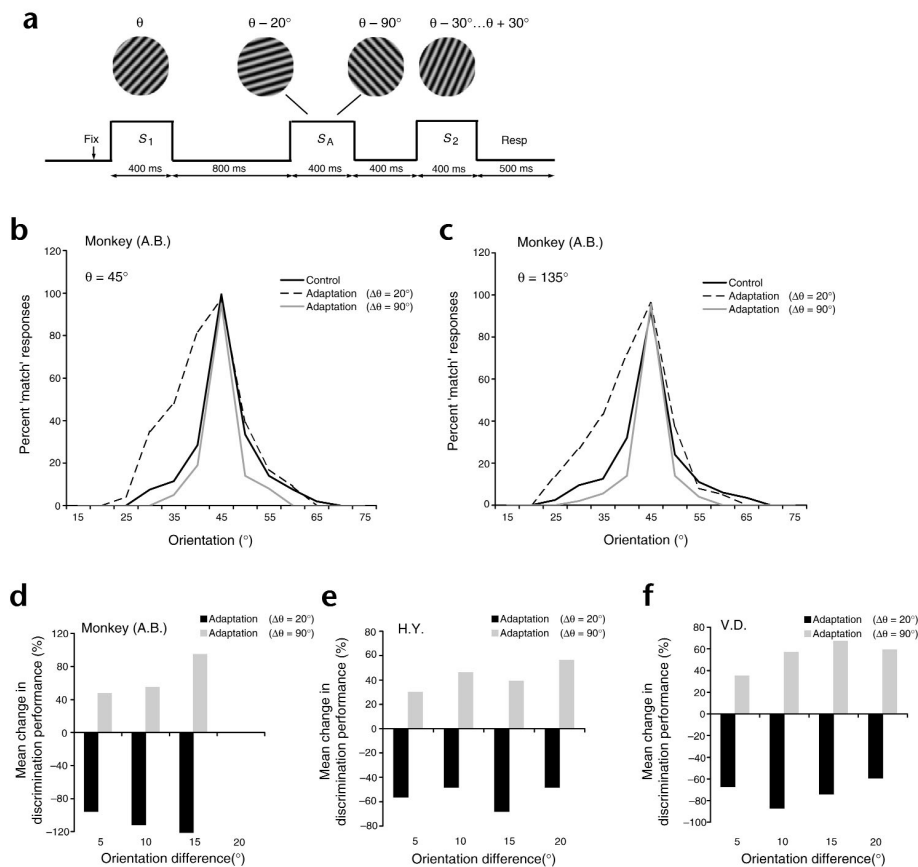 a
θ
θ – 20°
θ – 90°
θ – 30°…θ + 30°
Fix
S1
SA
S2
Resp
400 ms
800 ms
400 ms
400 ms
400 ms
500 ms
b
Monkey (A.B.)
θ = 45°
Control
Adaptation (Δθ = 20°)
Adaptation (Δθ = 90°)
Percent 'match' responses
120
100
80
60
40
20
0
15 25 35 45 55 65 75
Orientation (°)
c
Monkey (A.B.)
θ = 135°
Control
Adaptation (Δθ = 20°)
Adaptation (Δθ = 90°)
Percent 'match' responses
120
100
80
60
40
20
0
15 25 35 45 55 65 75
Orientation (°)
d
Monkey (A.B.)
Adaptation (Δθ = 20°)
Adaptation (Δθ = 90°)
Mean change in
discrimination performance (%)
120
80
40
0
–40
–80
–120
5 10 15 20
Orientation difference(°)
e
H.Y.
Adaptation (Δθ = 20°)
Adaptation (Δθ = 90°)
Mean change in
discrimination performance (%)
80
60
40
20
0
–20
–40
–60
–80
5 10 15 20
Orientation difference(°)
f
V.D.
Adaptation (Δθ = 20°)
Adaptation (Δθ = 90°)
Mean change in
discrimination performance (%)
80
60
40
20
0
–20
–40
–60
–80
–100
5 10 15 20
Orientation difference(°)